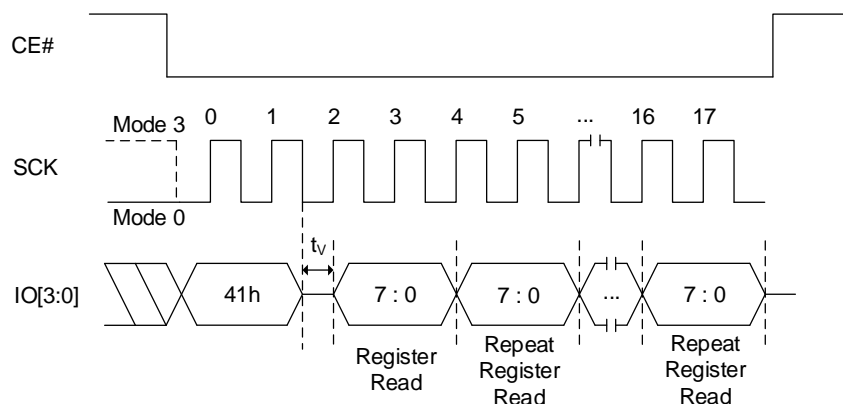 CE#
Mode 3
0 1 2 3 4 5 ... 16 17
SCK
Mode 0
tV
IO[3:0]
41h
7 : 0
7 : 0
...
7 : 0
Register
Read
Repeat
Register
Read
Repeat
Register
Read